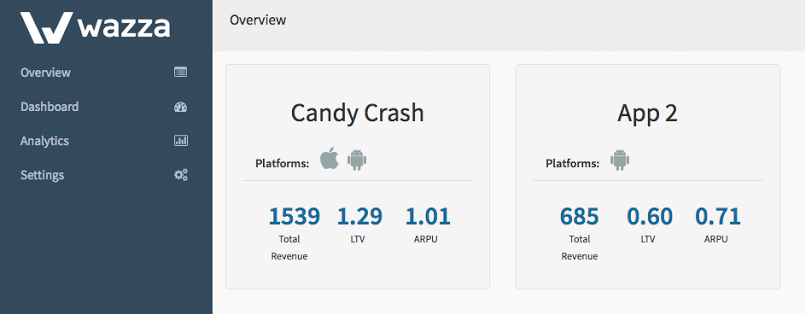 wazza
Overview
Dashboard
Analytics
Settings
Overview
Candy Crash
Platforms:
1539 1.29 1.01
Total LTV ARPU
Revenue
App 2
Platforms:
685 0.60 0.71
Total LTV ARPU
Revenue